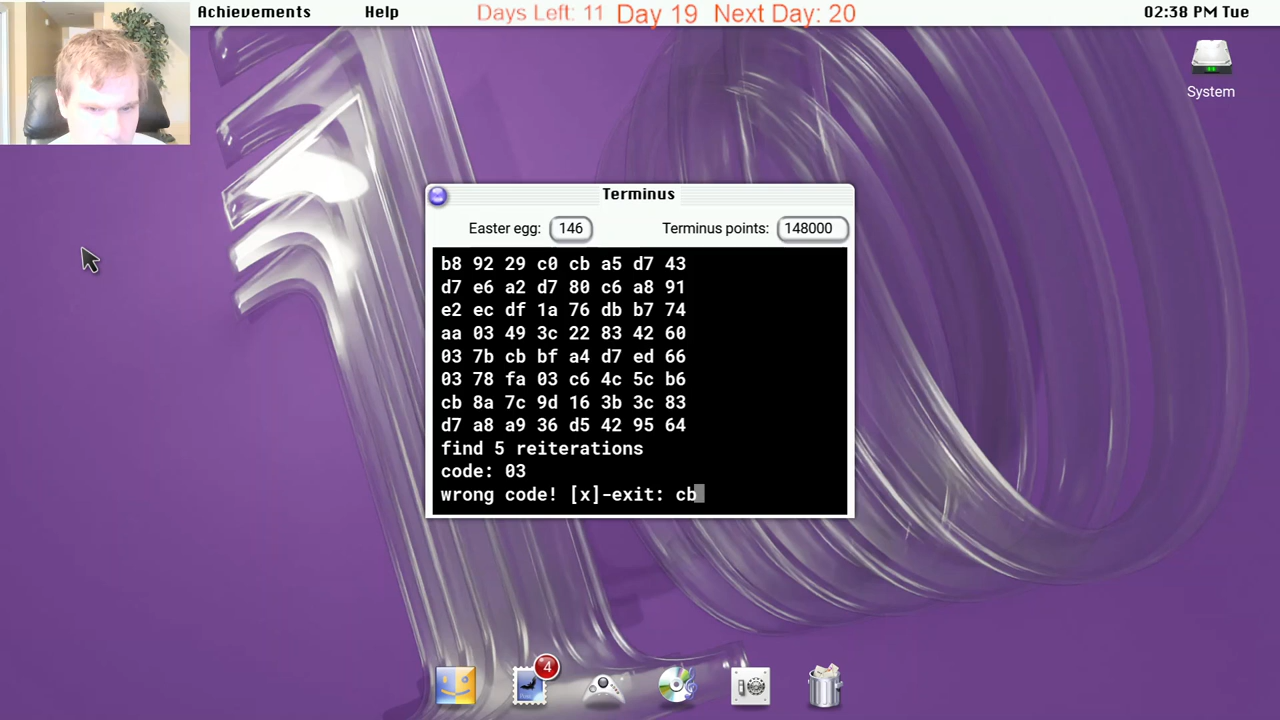 Achievements Help Days Left: 11 Day 19 Next Day: 20 02:38 PM Tue
System
Terminus
Easter egg: 146 Terminus points: 148000
b8 92 29 c0 cb a5 d7 43
d7 e6 a2 d7 80 c6 a8 91
e2 ec df 1a 76 db b7 74
aa 03 49 3c 22 83 42 60
03 7b cb bf a4 d7 ed 66
03 78 fa 03 c6 4c 5c b6
cb 8a 7c 9d 16 3b 3c 83
d7 a8 a9 36 d5 42 95 64
find 5 reiterations
code: 03
wrong code! [x]-exit: cb
4